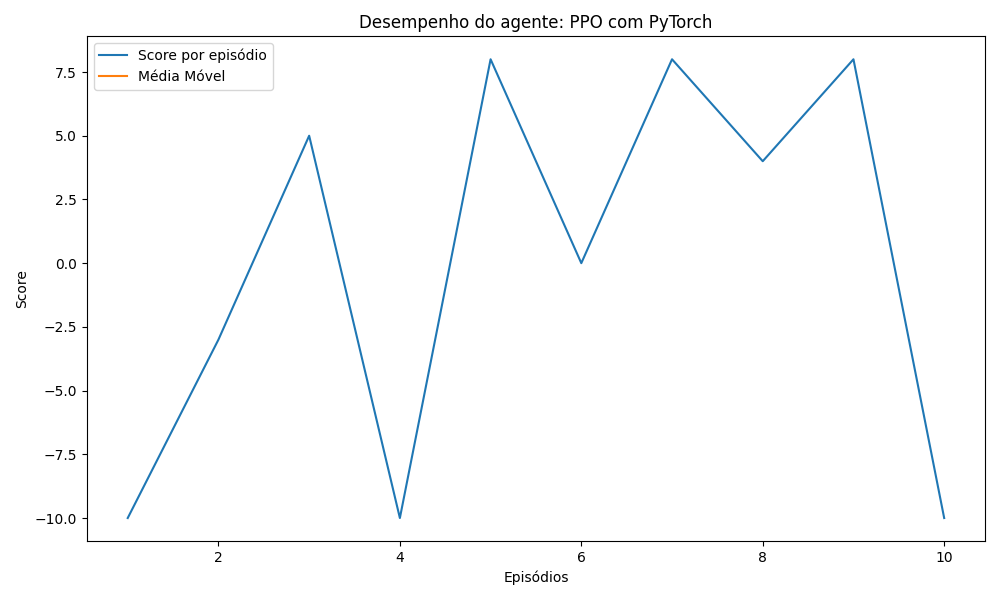 Desempenho do agente: PPO com PyTorch
Score por episódio
Média Móvel
7.5
5.0
2.5
0.0
−2.5
−5.0
−7.5
−10.0
Score
2
4
6
8
10
Episódios